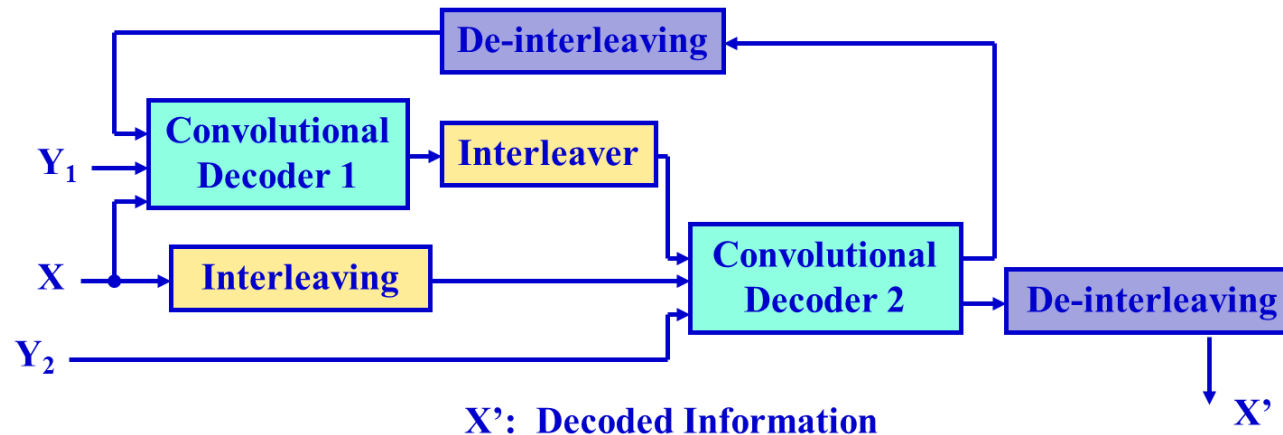 De-interleaving
Convolutional
Decoder 1
Interleaver
Y₁
X
Interleaving
Convolutional
Decoder 2
De-interleaving
Y₂
X’
X’: Decoded Information